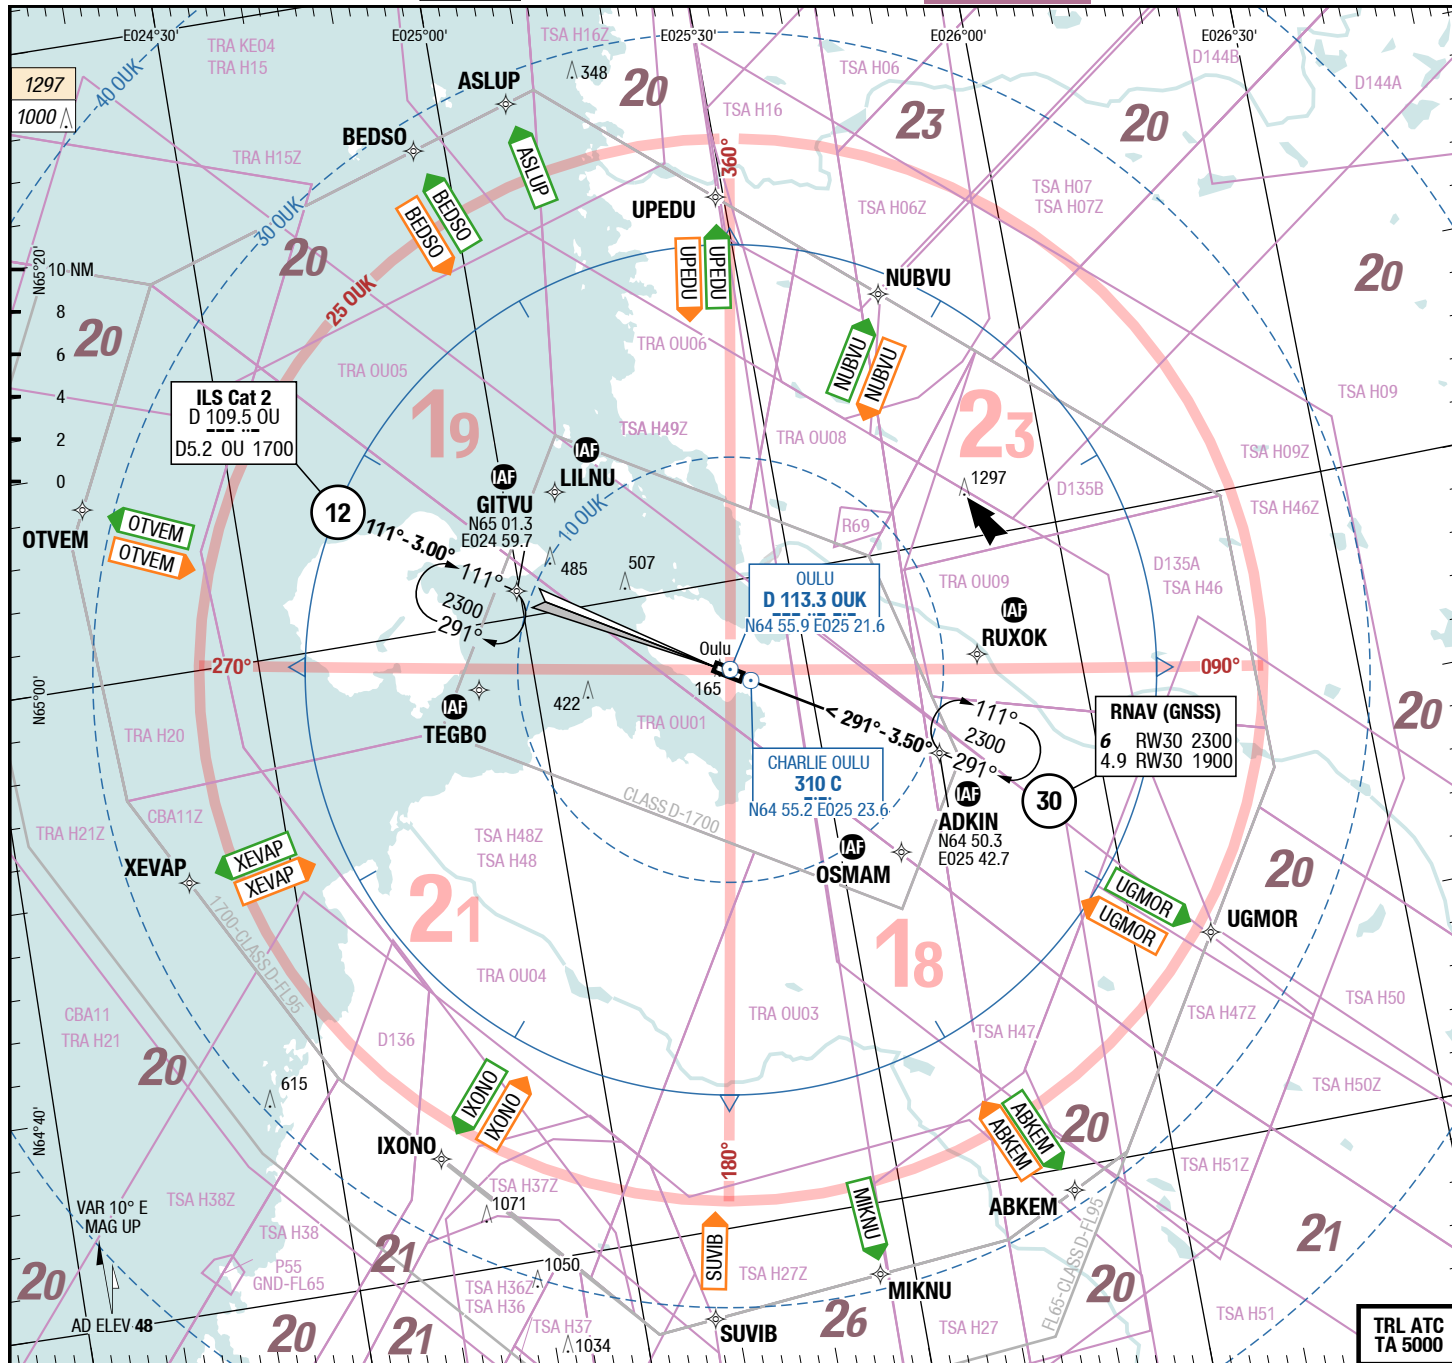 E024°30'
E025°00'
E025°30'
E026°00'
E026°30'
TRA KE04
TRA H15
TSA H16Z
348
20
TSA H06
TSA H16
23
20
D144B
D144A
1297
1000
40 OUK
ASLUP
BEDSO
TRA H15Z
ASLUP
BEDSO
BEDSO
360°
UPEDU
TSA H06Z
TSA H07
TSA H07Z
30 OUK
20
20
N65°20'
10 NM
8
6
4
2
0
25 OUK
UPEDU
UPEDU
NUBVU
NUBVU
NUBVU
20
TRA OU06
TRA OU05
TSA H09
ILS Cat 2
D 109.5 OU
D5.2 OU 1700
19
23
TSA H49Z
TRA OU08
TSA H09Z
IAF
LILNU
IAF
GITVU
N65 01.3
E024 59.7
10 OUK
1297
D135B
TSA H46Z
OTVEM
OTVEM
OTVEM
12
111°- 3.00°
R69
485
507
111°
2300
291°
OULU
D 113.3 OUK
N64 55.9 E025 21.6
TRA OU09
D135A
TSA H46
IAF
RUXOK
Oulu
165
270°
090°
N65°00'
IAF
TEGBO
422
TRA OU01
TRA H20
< 291°- 3.50°
111°
2300
291°
RNAV (GNSS)
6 RW30 2300
4.9 RW30 1900
20
CHARLIE OULU
310 C
N64 55.2 E025 23.6
CLASS D-1700
IAF
ADKIN
N64 50.3
E025 42.7
30
CBA11Z
TRA H21Z
TSA H48Z
TSA H48
IAF
OSMAM
XEVAP
XEVAP
XEVAP
20
UGMOR
UGMOR
UGMOR
21
18
1700-CLASS D-FL95
TRA OU04
TRA OU03
TSA H47
TSA H47Z
TSA H50
CBA11
TRA H21
D136
20
615
IXONO
IXONO
IXONO
TSA H50Z
ABKEM
ABKEM
20
ABKEM
N64°40'
180°
TSA H51Z
TSA H37Z
1071
TSA H38Z
VAR 10° E
MAG UP
TSA H38
21
MIKNU
MIKNU
FL65-CLASS D-FL95
21
P55
GND-FL65
1050
SUVIB
TSA H27Z
TSA H36Z
TSA H36
20
20
AD ELEV 48
20
21
TSA H37
1034
SUVIB
26
TSA H27
TSA H51
TRL ATC
TA 5000